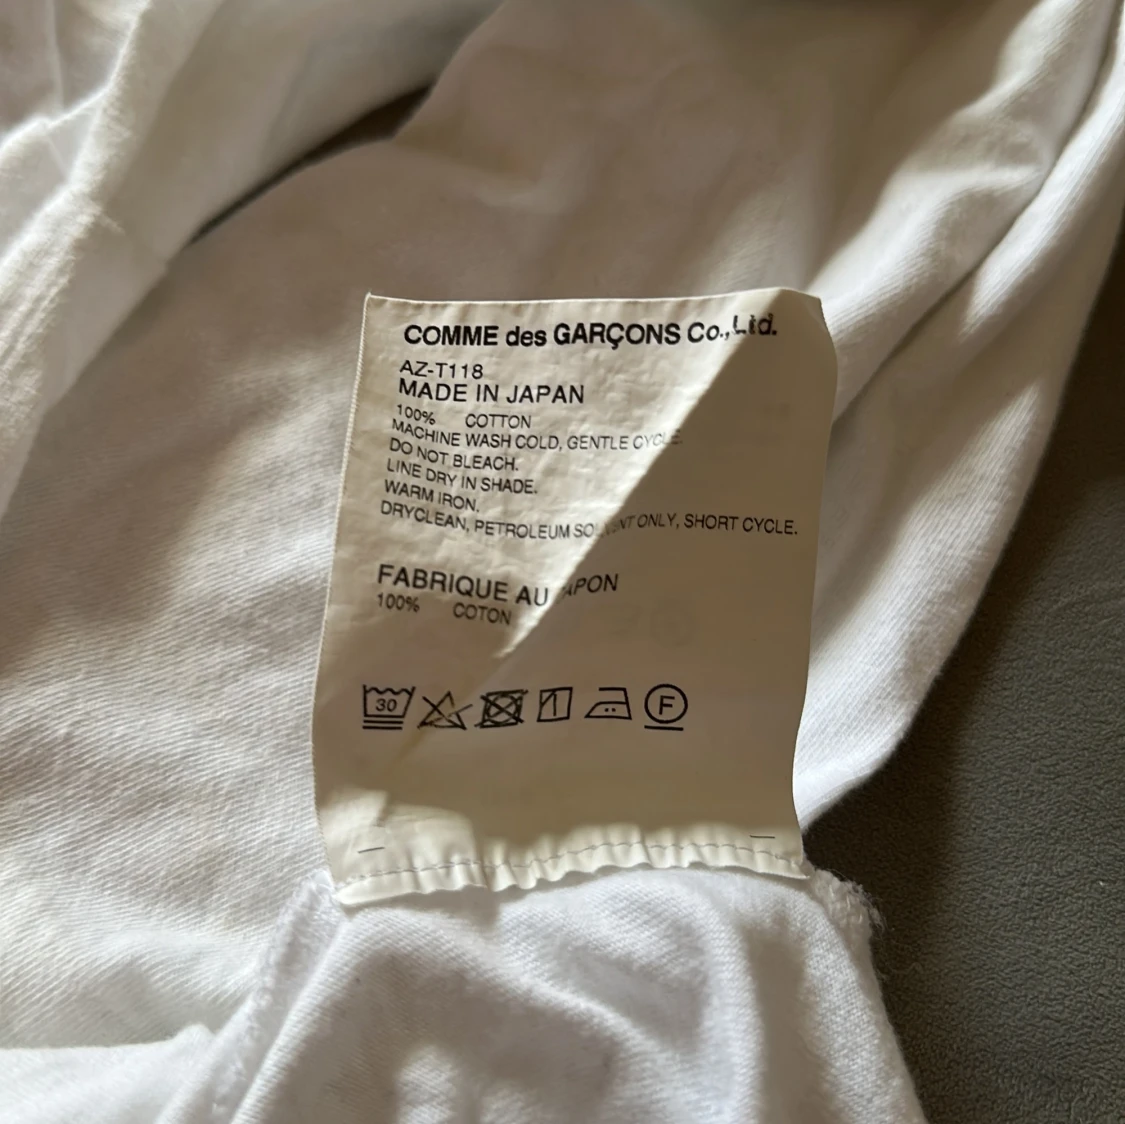 COMME des GARÇONS Co.,Ltd.
AZ-T118
MADE IN JAPAN
100% COTTON
MACHINE WASH COLD, GENTLE CYCLE.
DO NOT BLEACH.
LINE DRY IN SHADE.
WARM IRON.
DRYCLEAN, PETROLEUM SOLVENT ONLY, SHORT CYCLE.
FABRIQUE AU JAPON
100% COTON
30 F